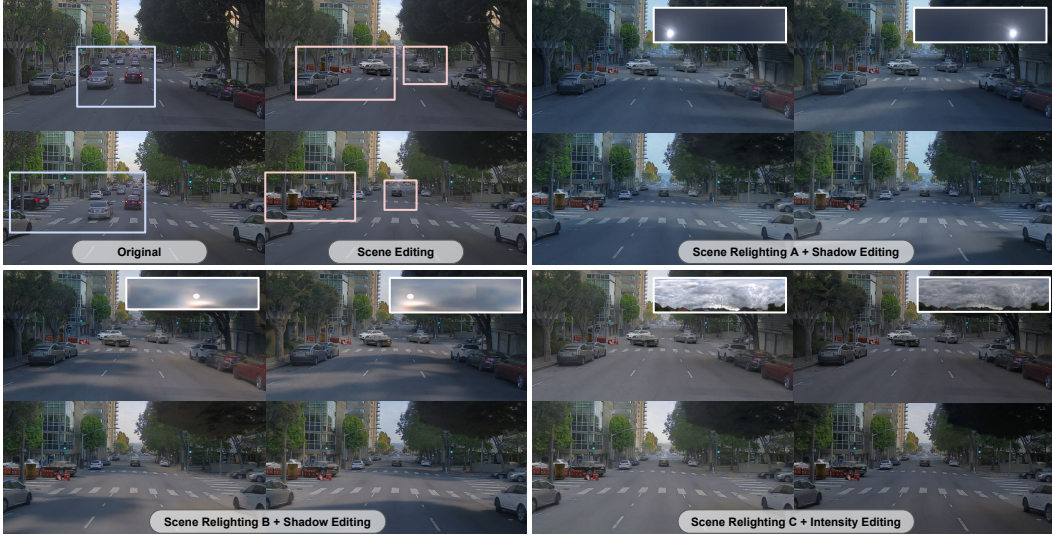 Original
Scene Editing
Scene Relighting A + Shadow Editing
Scene Relighting B + Shadow Editing
Scene Relighting C + Intensity Editing